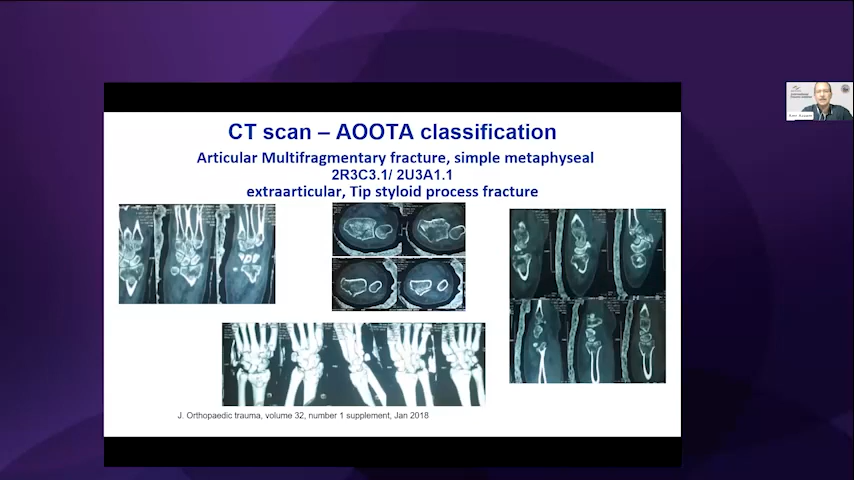 CT scan – AOOTA classification
Articular Multifragmentary fracture, simple metaphyseal
2R3C3.1/ 2U3A1.1
extraarticular, Tip styloid process fracture
J. Orthopaedic trauma, volume 32, number 1 supplement, Jan 2018